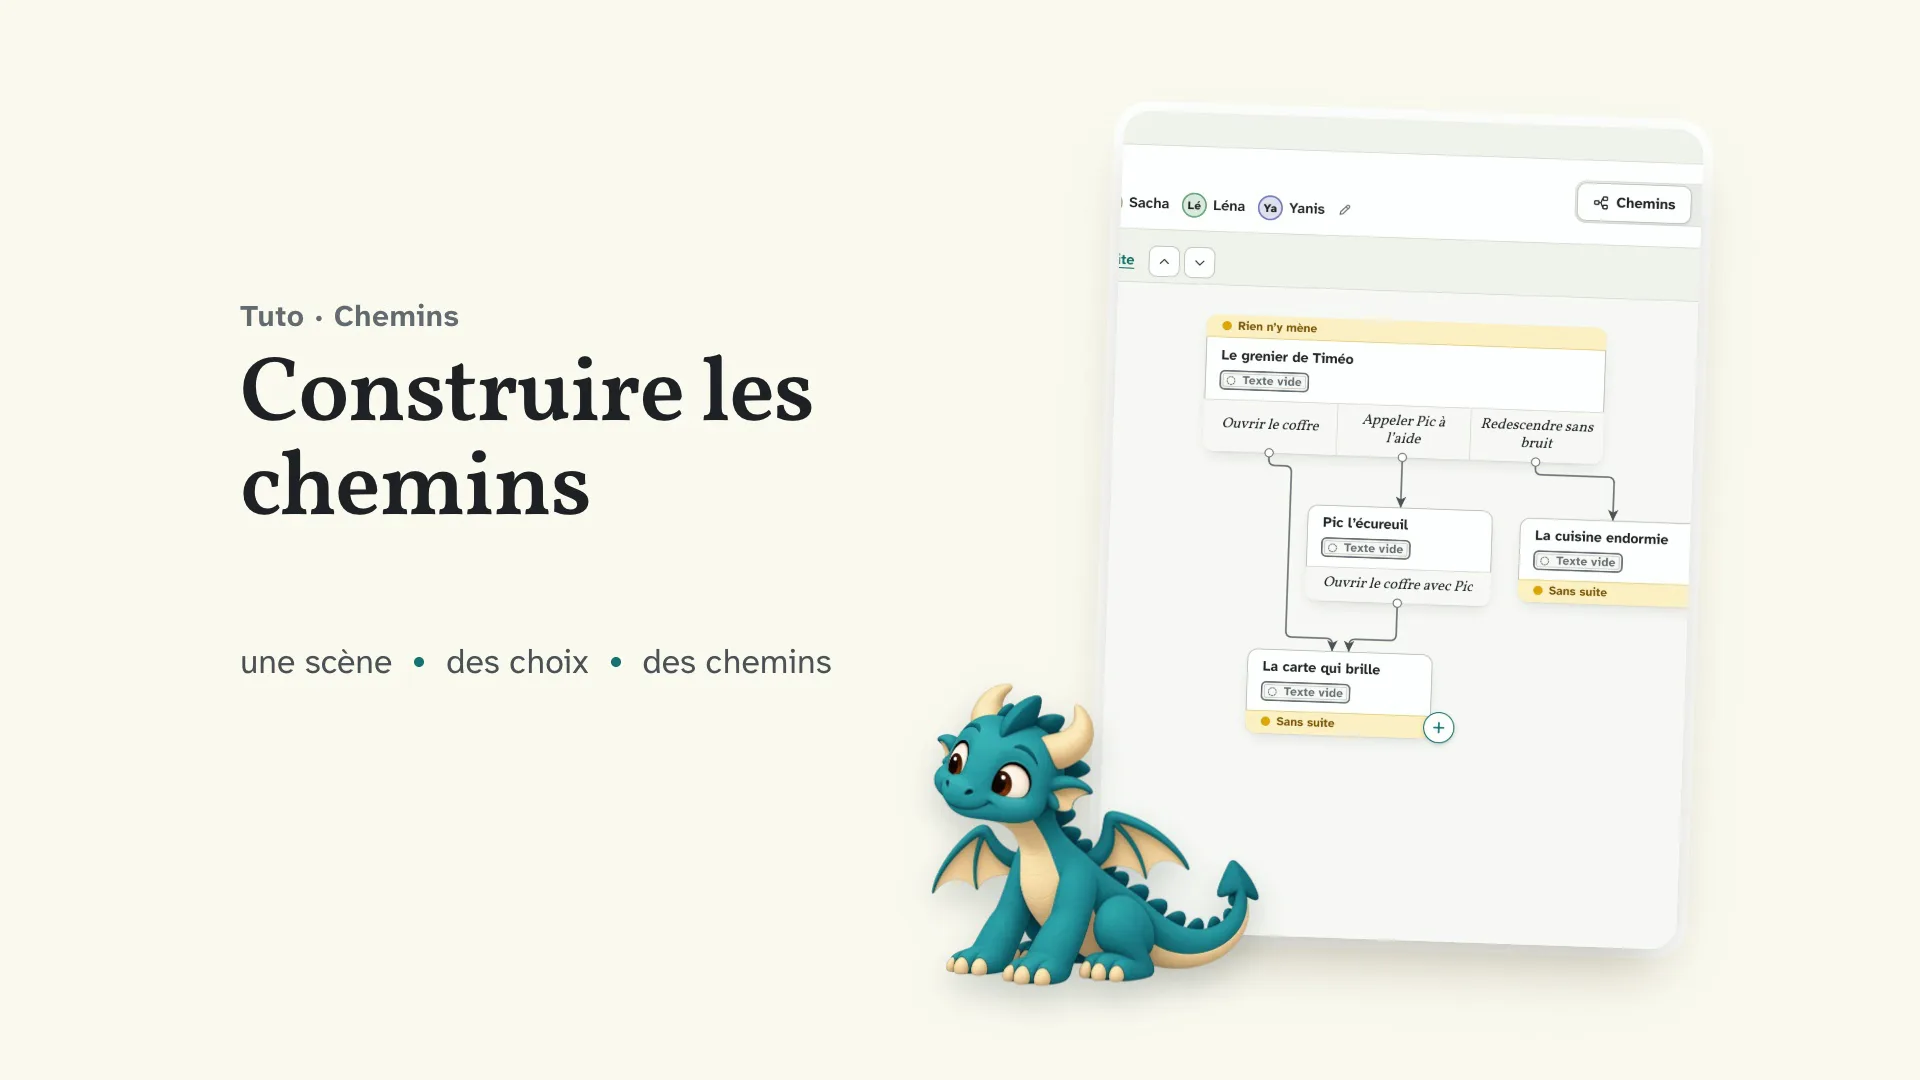 Tuto · Chemins
Construire les
chemins
une scène • des choix • des chemins
Sacha Lé Léna Ya Yanis
Chemins
ite
Rien n'y mène
Le grenier de Timéo
Texte vide
Ouvrir le coffre
Appeler Pic à
l'aide
Redescendre sans
bruit
Pic l'écureuil
Texte vide
Ouvrir le coffre avec Pic
La cuisine endormie
Texte vide
Sans suite
La carte qui brille
Texte vide
Sans suite